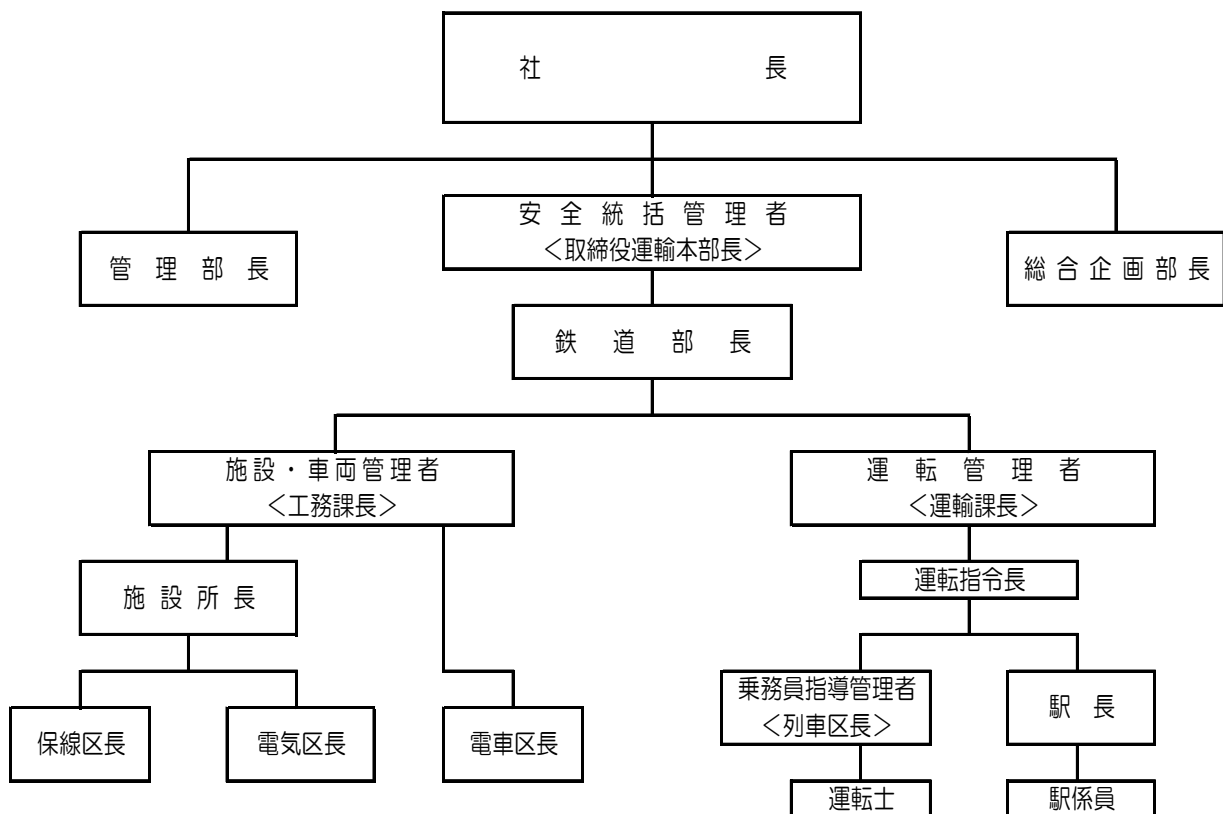 社長
安全統括管理者
<取締役運輸本部長>
管理部長
総合企画部長
鉄道部長
施設・車両管理者
<工務課長>
運転管理者
<運輸課長>
施設所長
運転指令長
乗務員指導管理者
<列車区長>
駅長
保線区長
電気区長
電車区長
運転士
駅係員